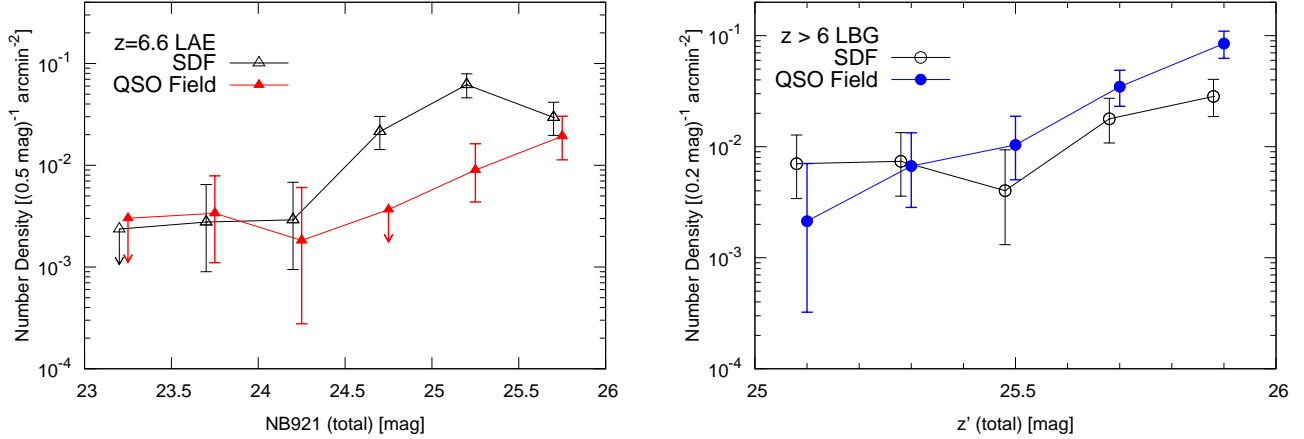 Number Density [(0.5 mag)⁻¹ arcmin⁻²]
10⁻¹
10⁻²
10⁻³
10⁻⁴
z=6.6 LAE
SDF
QSO Field
23 23.5 24 24.5 25 25.5 26
NB921 (total) [mag]
Number Density [(0.2 mag)⁻¹ arcmin⁻²]
10⁻¹
10⁻²
10⁻³
10⁻⁴
z > 6 LBG
SDF
QSO Field
25 25.5 26
z' (total) [mag]